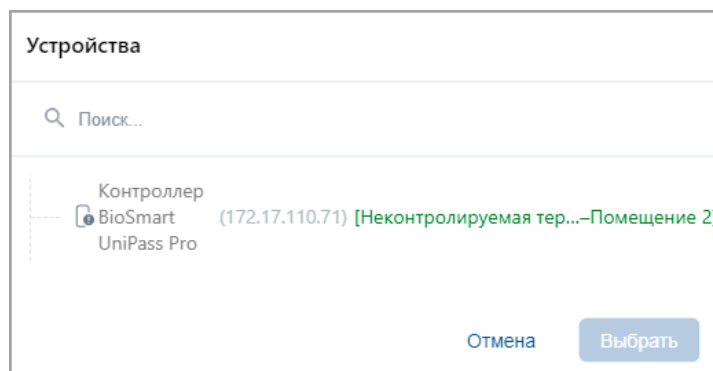 Устройства
Поиск...
Контроллер
BioSmart (172.17.110.71) [Неконтролируемая тер...–Помещение 2]
UniPass Pro
Отмена Выбрать